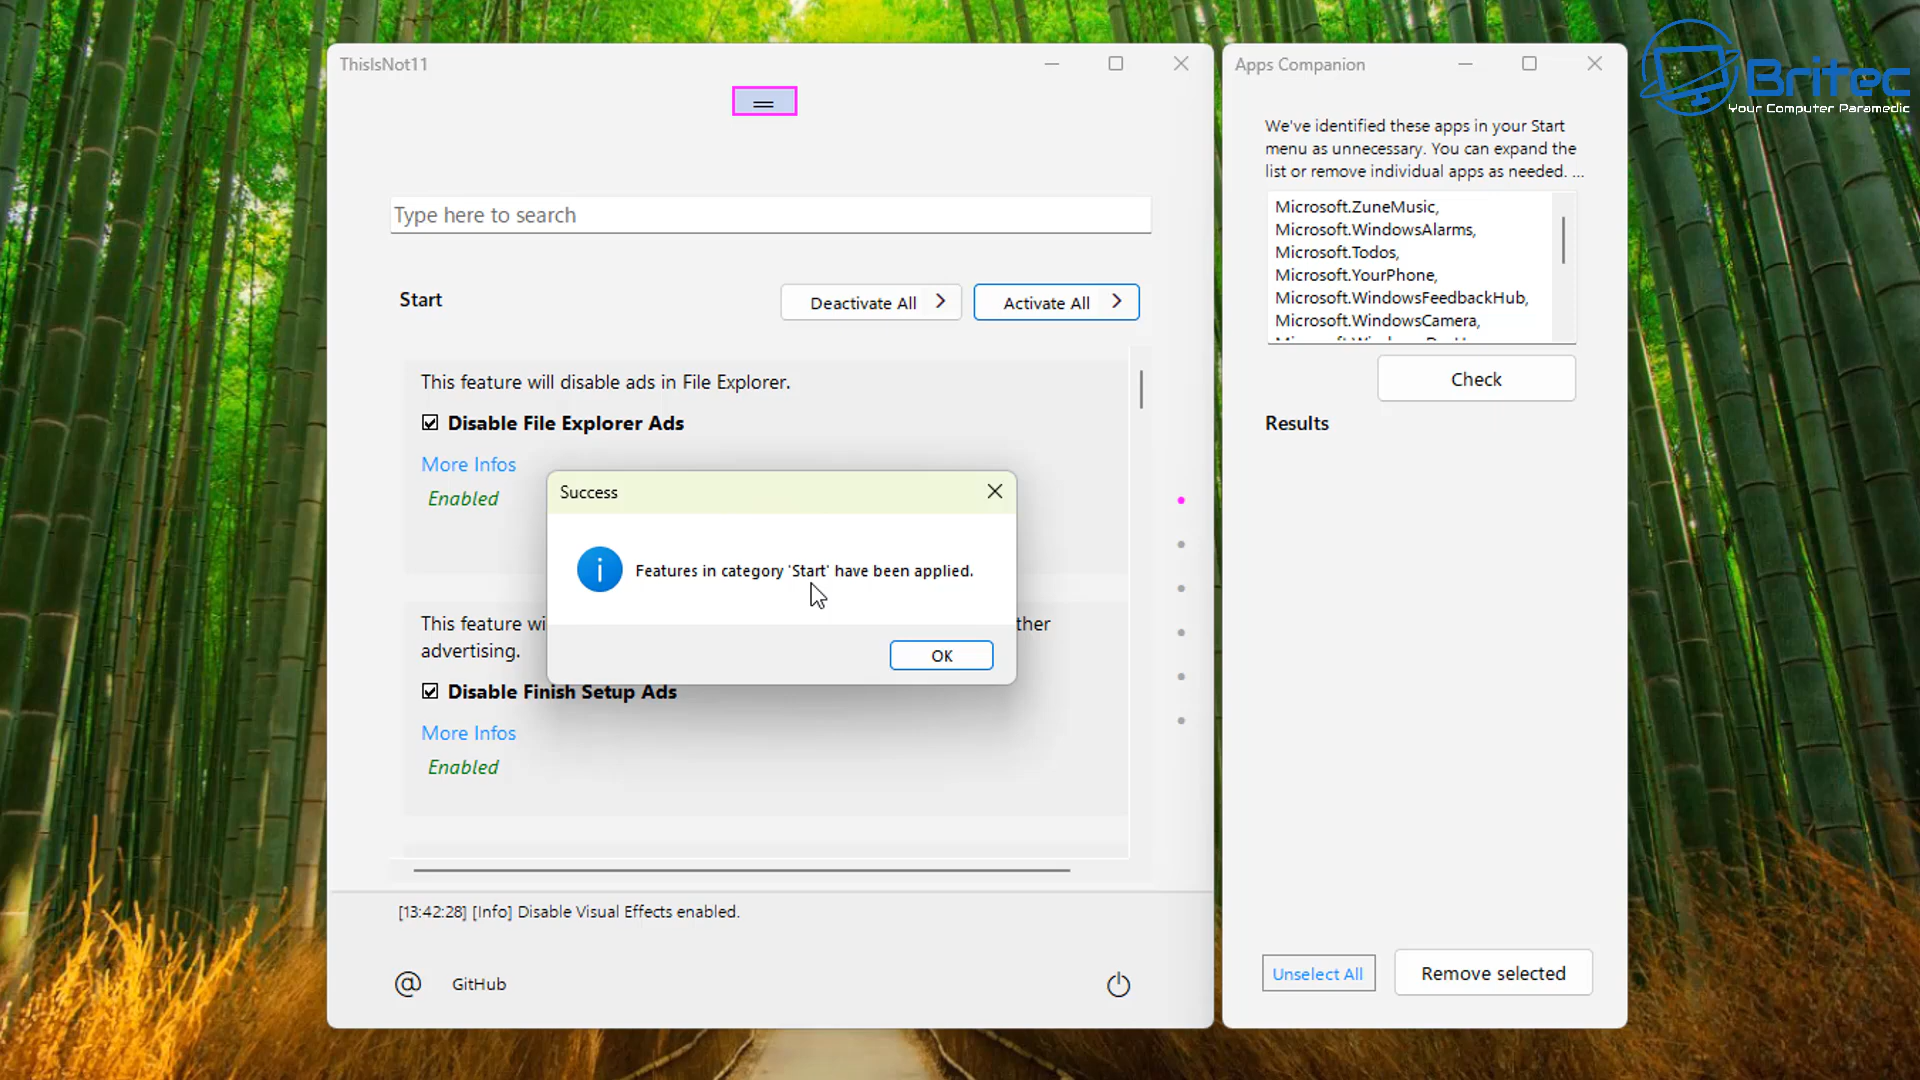 ThisIsNot11
Type here to search
Start
Deactivate All
Activate All
This feature will disable ads in File Explorer.
Disable File Explorer Ads
More Infos
Enabled
Success
Features in category 'Start' have been applied.
OK
This feature wi
ther
advertising.
Disable Finish Setup Ads
More Infos
Enabled
[13:42:28] [Info] Disable Visual Effects enabled.
@ GitHub
Apps Companion
We've identified these apps in your Start
menu as unnecessary. You can expand the
list or remove individual apps as needed. ...
Microsoft.ZuneMusic,
Microsoft.WindowsAlarms,
Microsoft.Todos,
Microsoft.YourPhone,
Microsoft.WindowsFeedbackHub,
Microsoft.WindowsCamera,
Check
Results
Unselect All
Remove selected
Britec
Your Computer Paramedic